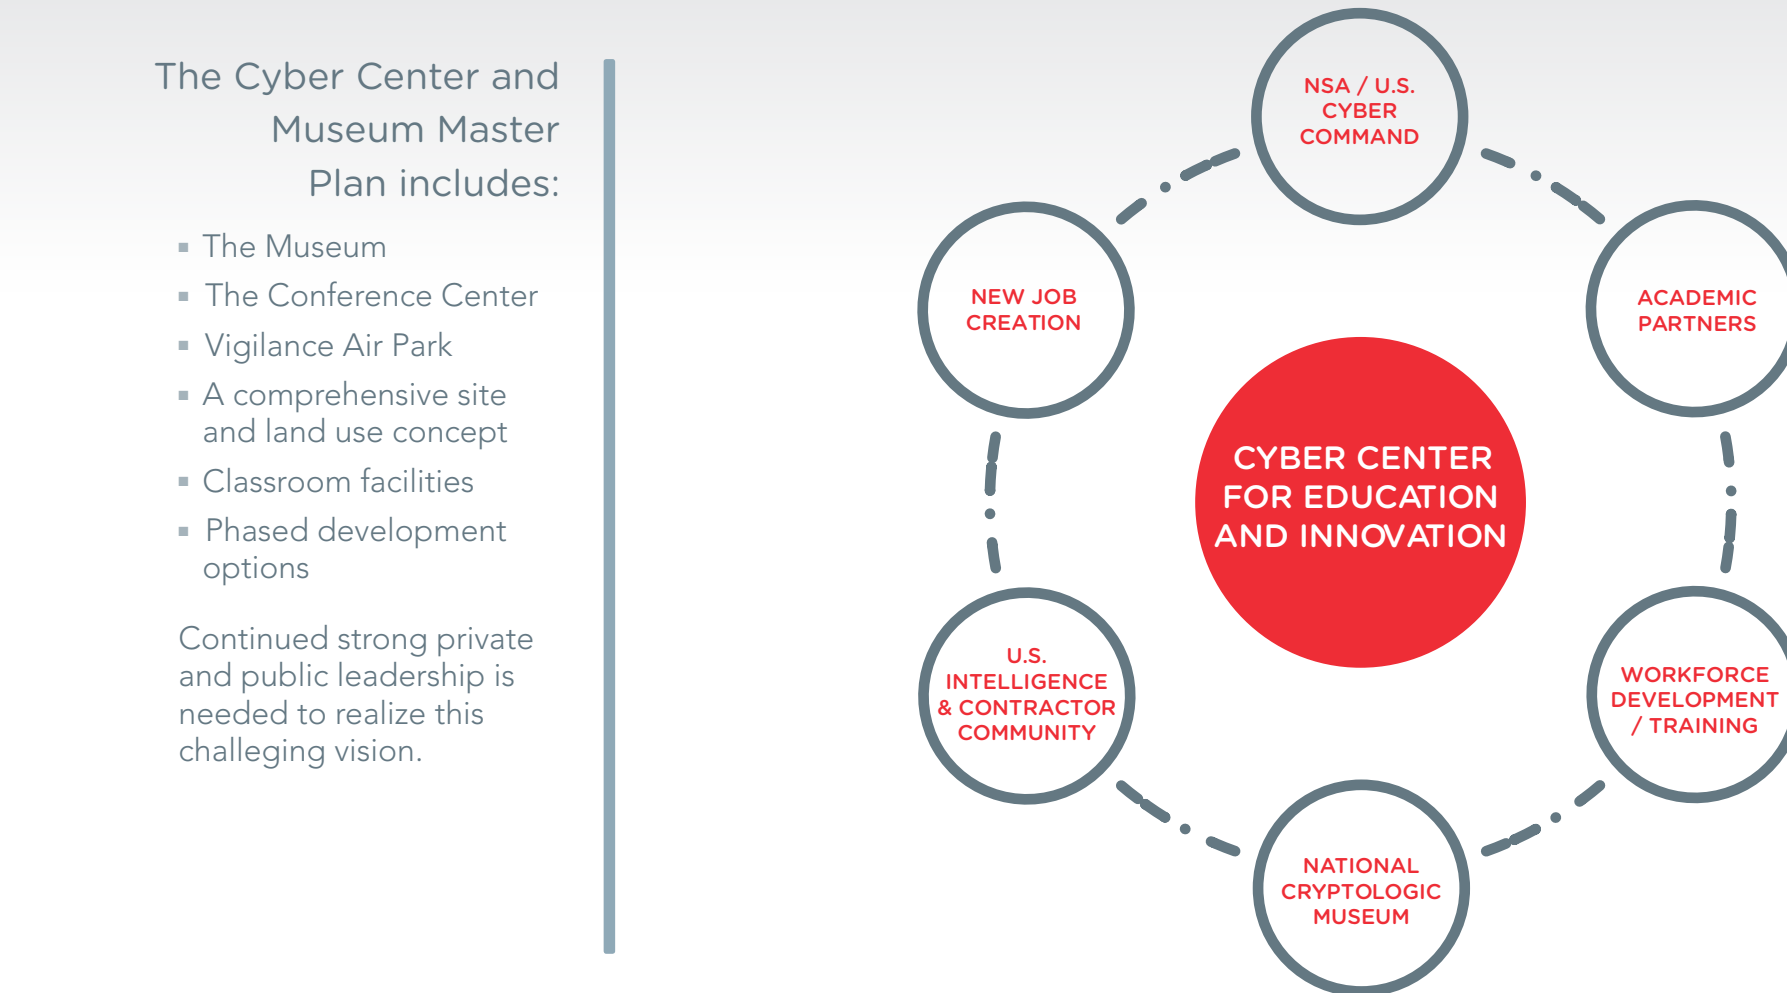 The Cyber Center and
Museum Master
Plan includes:
▪ The Museum
▪ The Conference Center
▪ Vigilance Air Park
▪ A comprehensive site
and land use concept
▪ Classroom facilities
▪ Phased development
options
Continued strong private
and public leadership is
needed to realize this
challeging vision.
NSA / U.S.
CYBER
COMMAND
ACADEMIC
PARTNERS
WORKFORCE
DEVELOPMENT
/ TRAINING
NATIONAL
CRYPTOLOGIC
MUSEUM
U.S.
INTELLIGENCE
& CONTRACTOR
COMMUNITY
NEW JOB
CREATION
CYBER CENTER
FOR EDUCATION
AND INNOVATION